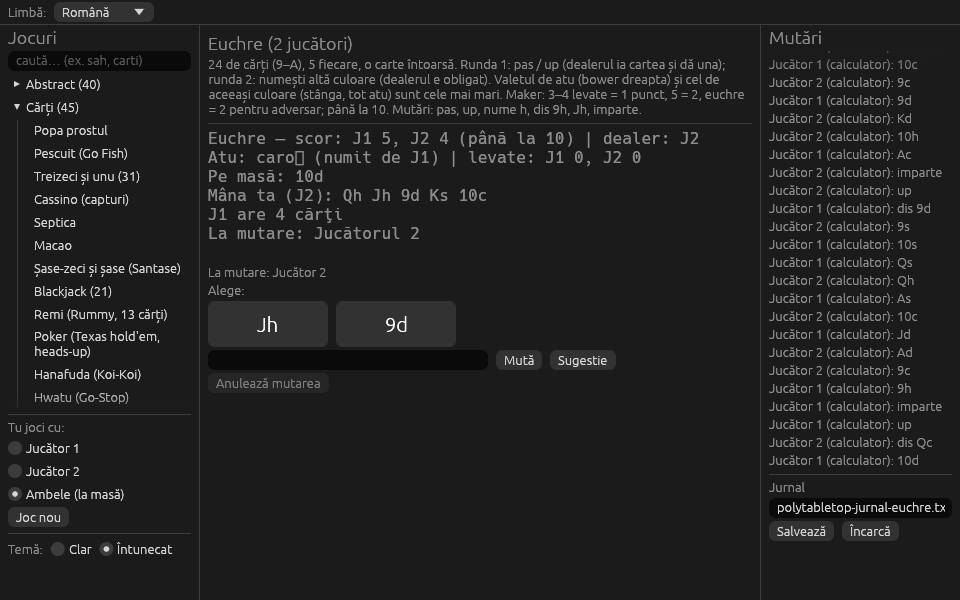 Limbă: Română
Jocuri
caută… (ex. sah, carti)
Abstract (40)
Cărți (45)
Popa prostul
Pescuit (Go Fish)
Treizeci și unu (31)
Cassino (capturi)
Septica
Macao
Șase-zeci și șase (Santase)
Blackjack (21)
Remi (Rummy, 13 cărți)
Poker (Texas hold'em,
heads-up)
Hanafuda (Koi-Koi)
Hwatu (Go-Stop)
Tu joci cu:
Jucător 1
Jucător 2
Ambele (la masă)
Joc nou
Temă: Clar Întunecat
Euchre (2 jucători)
24 de cărți (9–A), 5 fiecare, o carte întoarsă. Runda 1: pas / up (dealerul ia cartea și dă una);
runda 2: numești altă culoare (dealerul e obligat). Valetul de atu (bower dreapta) și cel de
aceeași culoare (stânga, tot atu) sunt cele mai mari. Maker: 3–4 levate = 1 punct, 5 = 2, euchre
= 2 pentru adversar; până la 10. Mutări: pas, up, nume h, dis 9h, Jh, imparte.
Euchre — scor: J1 5, J2 4 (până la 10) | dealer: J2
Atu: caro (numit de J1) | levate: J1 0, J2 0
Pe masă: 10d
Mâna ta (J2): Qh Jh 9d Ks 10c
J1 are 4 cărți
La mutare: Jucătorul 2
La mutare: Jucător 2
Alege:
Jh 9d
Mută Sugestie
Anulează mutarea
Mutări
Jucător 1 (calculator): 10c
Jucător 2 (calculator): 9c
Jucător 1 (calculator): 9d
Jucător 2 (calculator): Kd
Jucător 2 (calculator): 10h
Jucător 1 (calculator): Ac
Jucător 2 (calculator): imparte
Jucător 2 (calculator): up
Jucător 1 (calculator): dis 9d
Jucător 2 (calculator): 9s
Jucător 1 (calculator): 10s
Jucător 1 (calculator): Qs
Jucător 2 (calculator): Qh
Jucător 1 (calculator): As
Jucător 2 (calculator): 10c
Jucător 1 (calculator): Jd
Jucător 2 (calculator): Ad
Jucător 2 (calculator): 9c
Jucător 1 (calculator): 9h
Jucător 1 (calculator): imparte
Jucător 1 (calculator): up
Jucător 2 (calculator): dis Qc
Jucător 1 (calculator): 10d
Jurnal
polytabletop-jurnal-euchre.tx
Salvează Încarcă